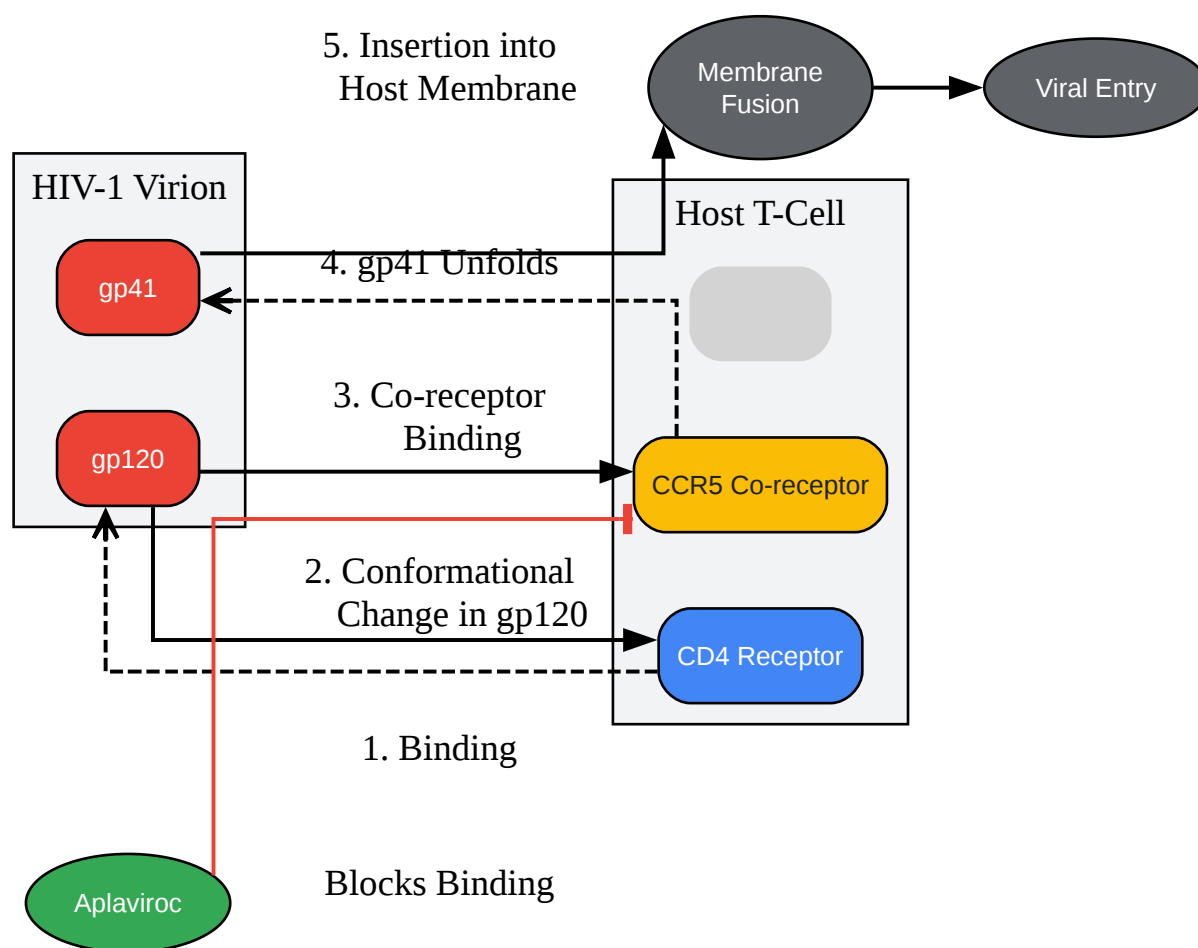 5. Insertion into
Host Membrane
Membrane
Fusion
Viral Entry
HIV-1 Virion
Host T-Cell
gp41
4. gp41 Unfolds
3. Co-receptor
Binding
gp120
CCR5 Co-receptor
2. Conformational
Change in gp120
CD4 Receptor
1. Binding
Aplaviroc
Blocks Binding